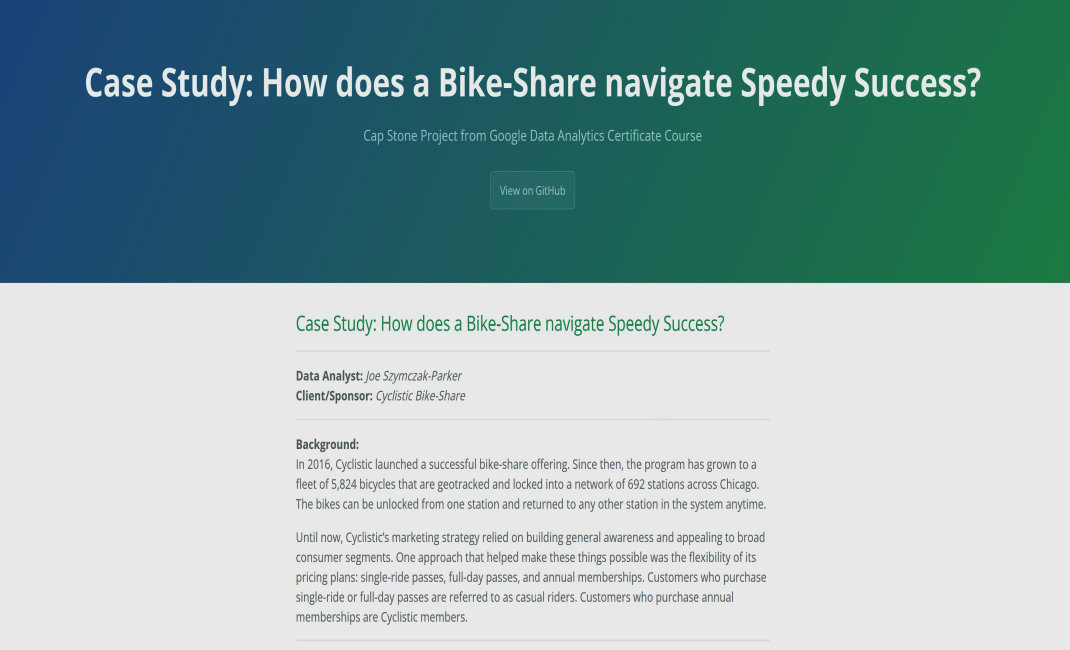 Case Study: How does a Bike-Share navigate Speedy Success?
Cap Stone Project from Google Data Analytics Certificate Course
View on GitHub
Case Study: How does a Bike-Share navigate Speedy Success?
Data Analyst: Joe Szymczak-Parker
Client/Sponsor: Cyclistic Bike-Share
Background:
In 2016, Cyclistic launched a successful bike-share offering. Since then, the program has grown to a
fleet of 5,824 bicycles that are geotracked and locked into a network of 692 stations across Chicago.
The bikes can be unlocked from one station and returned to any other station in the system anytime.
Until now, Cyclistic's marketing strategy relied on building general awareness and appealing to broad
consumer segments. One approach that helped make these things possible was the flexibility of its
pricing plans: single-ride passes, full-day passes, and annual memberships. Customers who purchase
single-ride or full-day passes are referred to as casual riders. Customers who purchase annual
memberships are Cyclistic members.